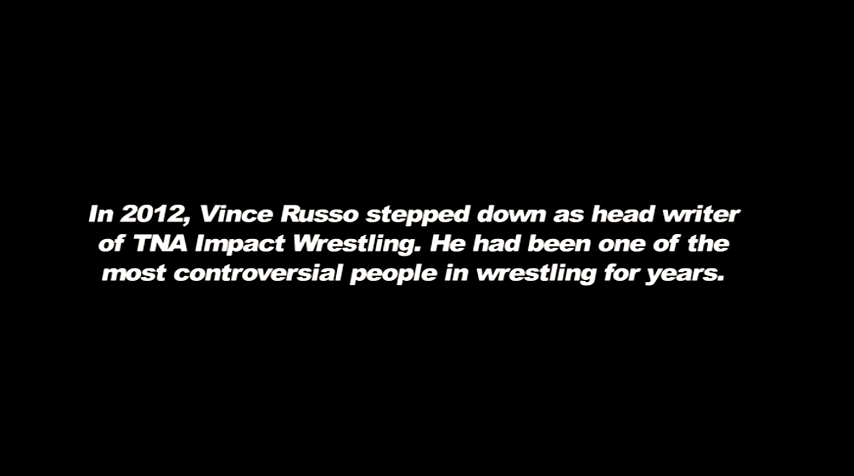 In 2012, Vince Russo stepped down as head writer
of TNA Impact Wrestling. He had been one of the
most controversial people in wrestling for years.